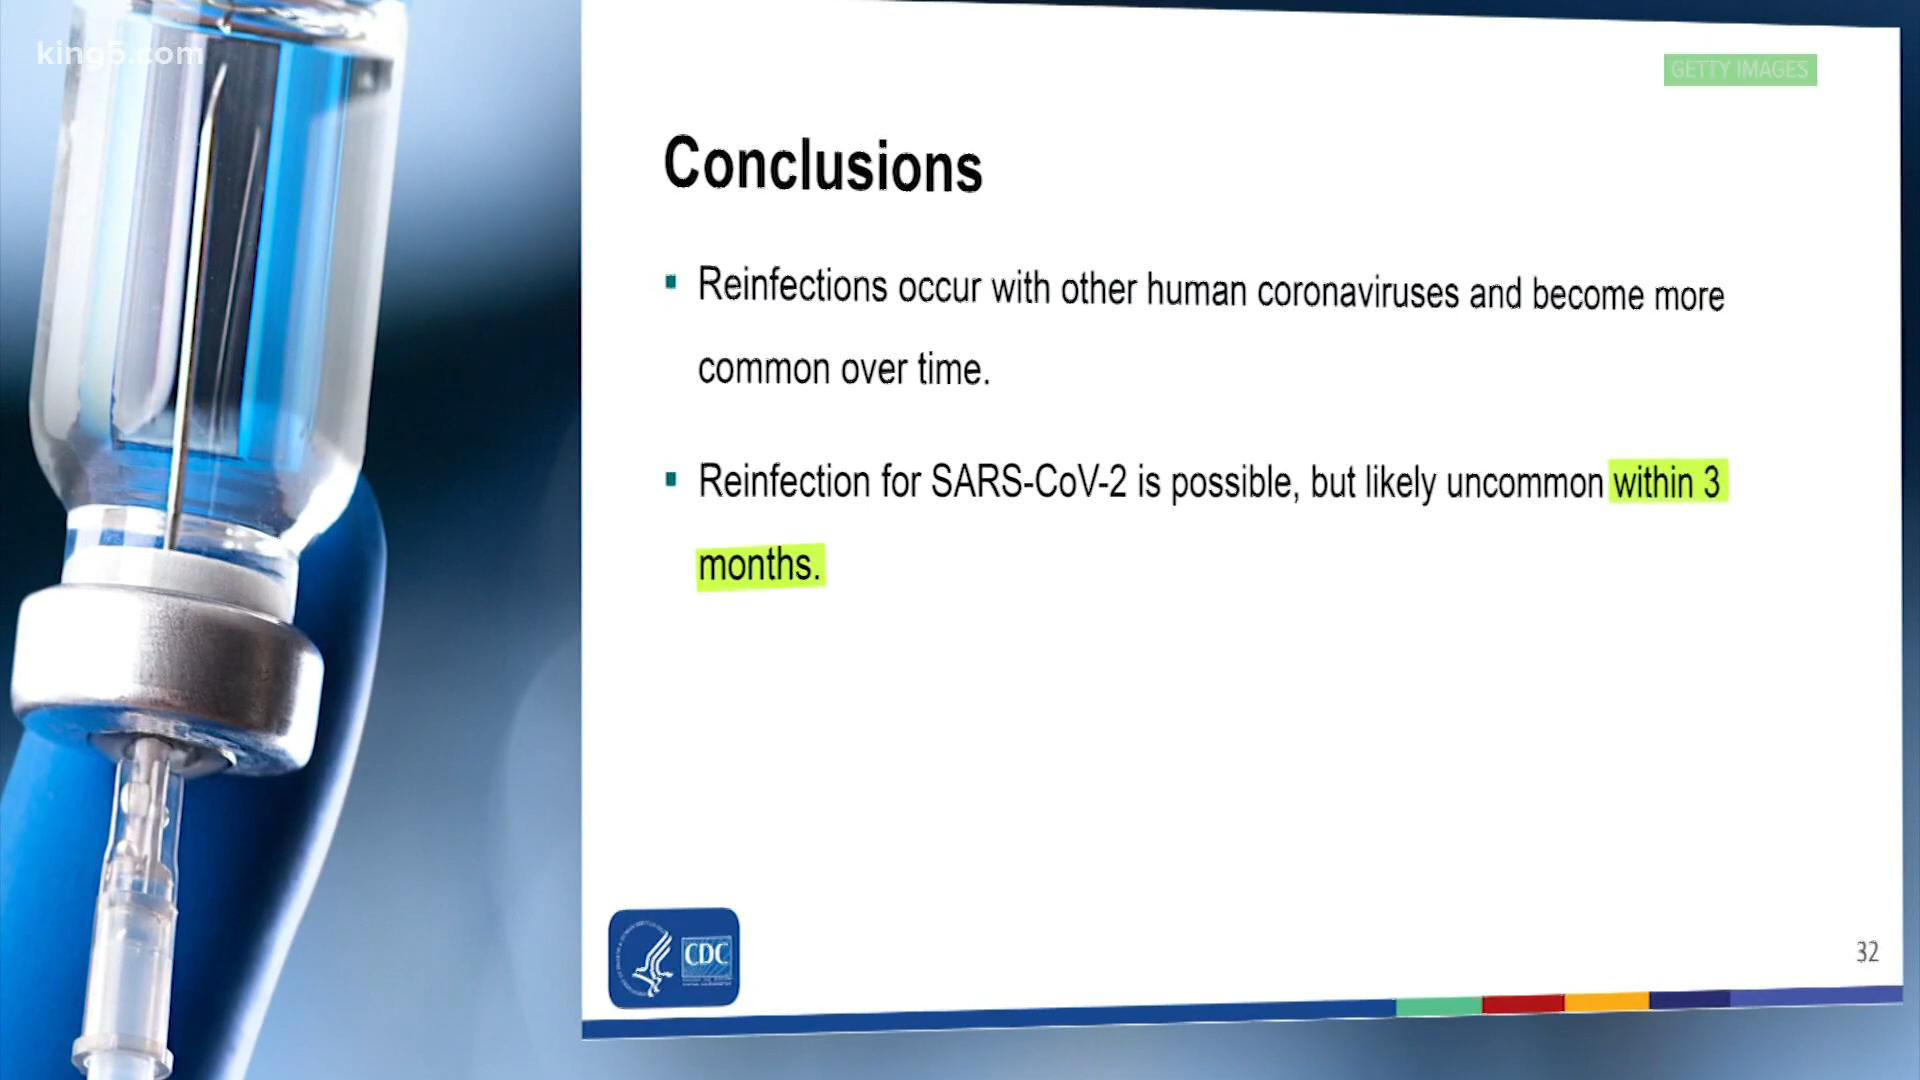 king5.com
GETTY IMAGES
Conclusions
Reinfections occur with other human coronaviruses and become more
common over time.
Reinfection for SARS-CoV-2 is possible, but likely uncommon within 3
months.
CDC
32